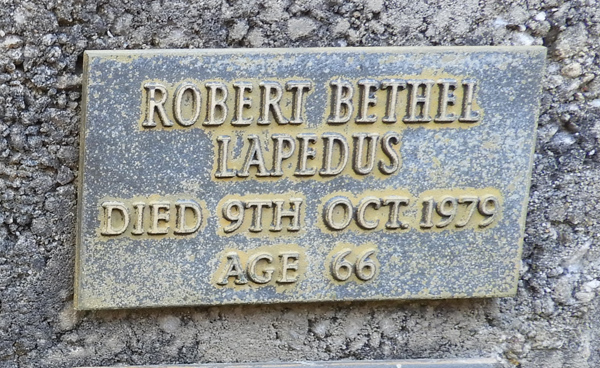 ROBERT BETHEL
LAPEDUS
DIED 9TH OCT. 1979
AGE 66